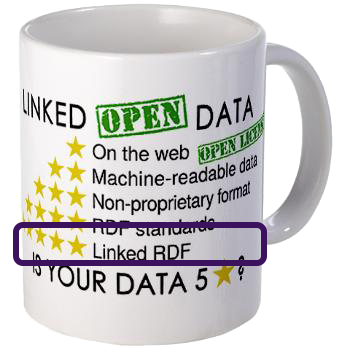 LINKED OPEN DATA
★ On the web OPEN LICENSE
★★ Machine-readable data
★★★ Non-proprietary format
★★★★ RDF standards
★★★★★ Linked RDF
IS YOUR DATA 5★?